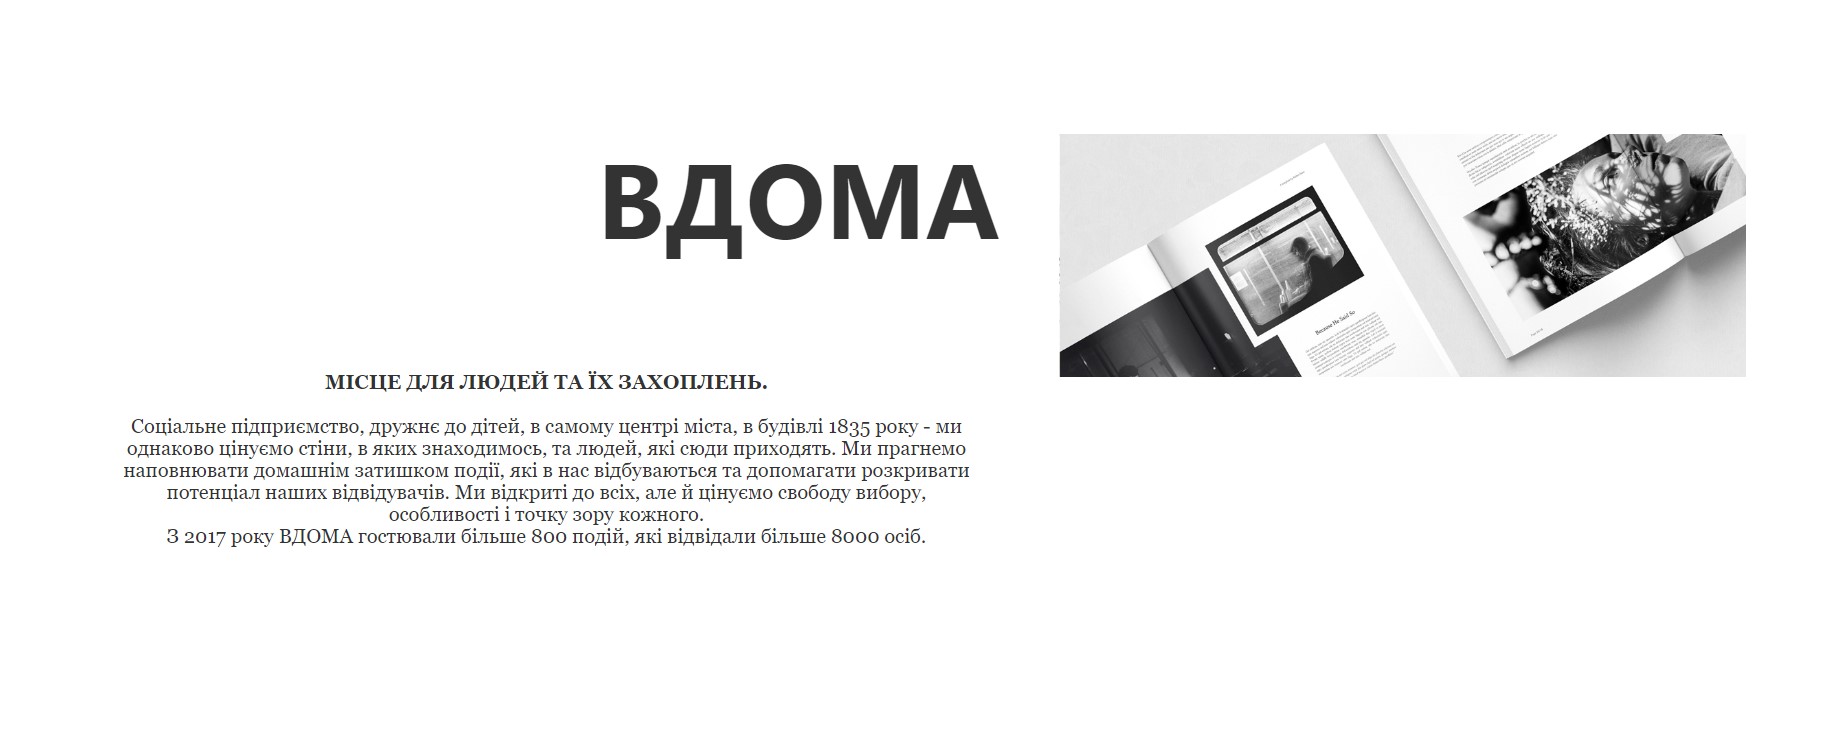 ВДОМА
МІСЦЕ ДЛЯ ЛЮДЕЙ ТА ЇХ ЗАХОПЛЕНЬ.
Соціальне підприємство, дружнє до дітей, в самому центрі міста, в будівлі 1835 року - ми
однаково цінуємо стіни, в яких знаходимось, та людей, які сюди приходять. Ми прагнемо
наповнювати домашнім затишком події, які в нас відбуваються та допомагати розкривати
потенціал наших відвідувачів. Ми відкриті до всіх, але й цінуємо свободу вибору,
особливості і точку зору кожного.
З 2017 року ВДОМА гостювали більше 800 подій, які відвідали більше 8000 осіб.
Because He Said So